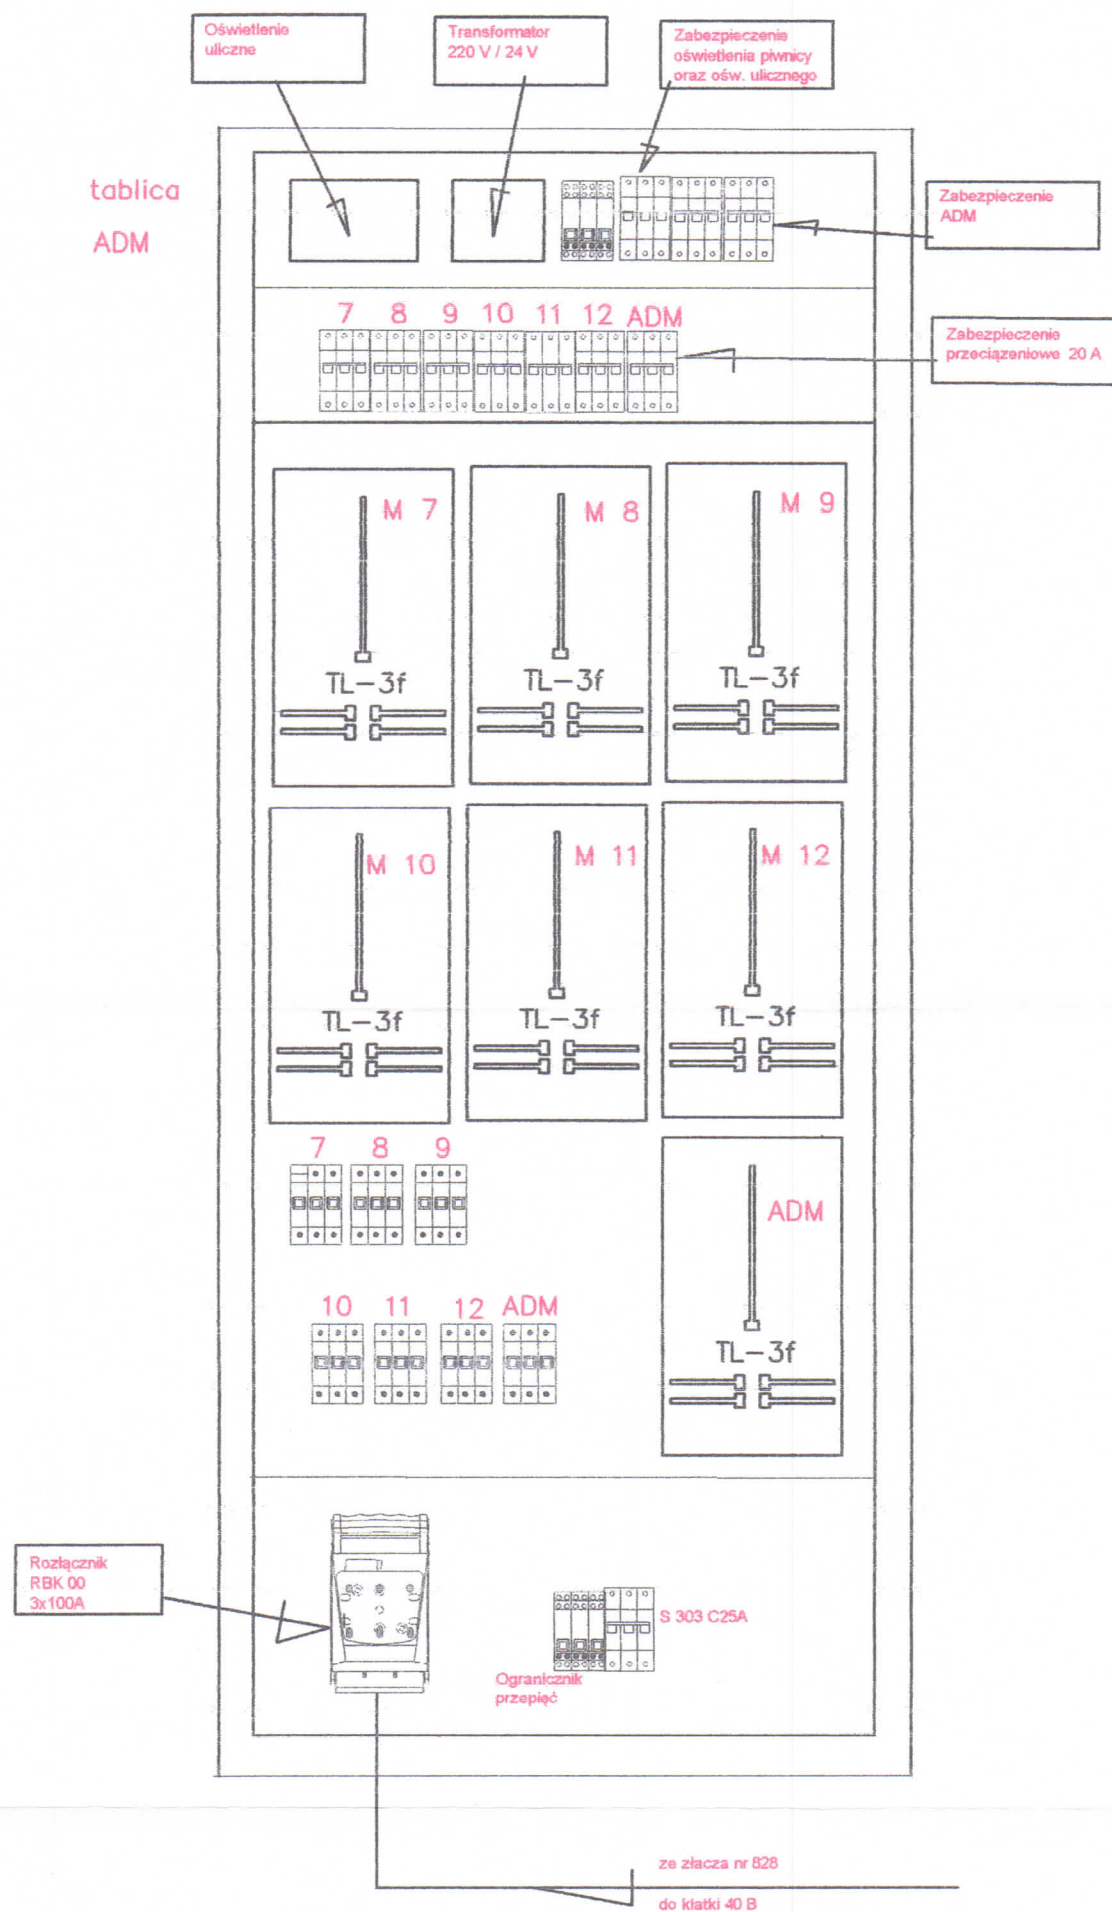 Oświetlenie
uliczne
Transformator
220 V / 24 V
Zabezpieczenie
oświetlenia piwnicy
oraz ośw. ulicznego
tablica
ADM
Zabezpieczenie
ADM
7 8 9 10 11 12 ADM
Zabezpieczenie
przeciązeniowe 20 A
M 7
M 8
M 9
TL-3f
TL-3f
TL-3f
M 10
M 11
M 12
TL-3f
TL-3f
TL-3f
7 8 9
ADM
10 11 12 ADM
TL-3f
Rozłącznik
RBK 00
3x100A
S 303 C25A
Ogranicznik
przepięć
ze złacza nr 828
do klatki 40 B